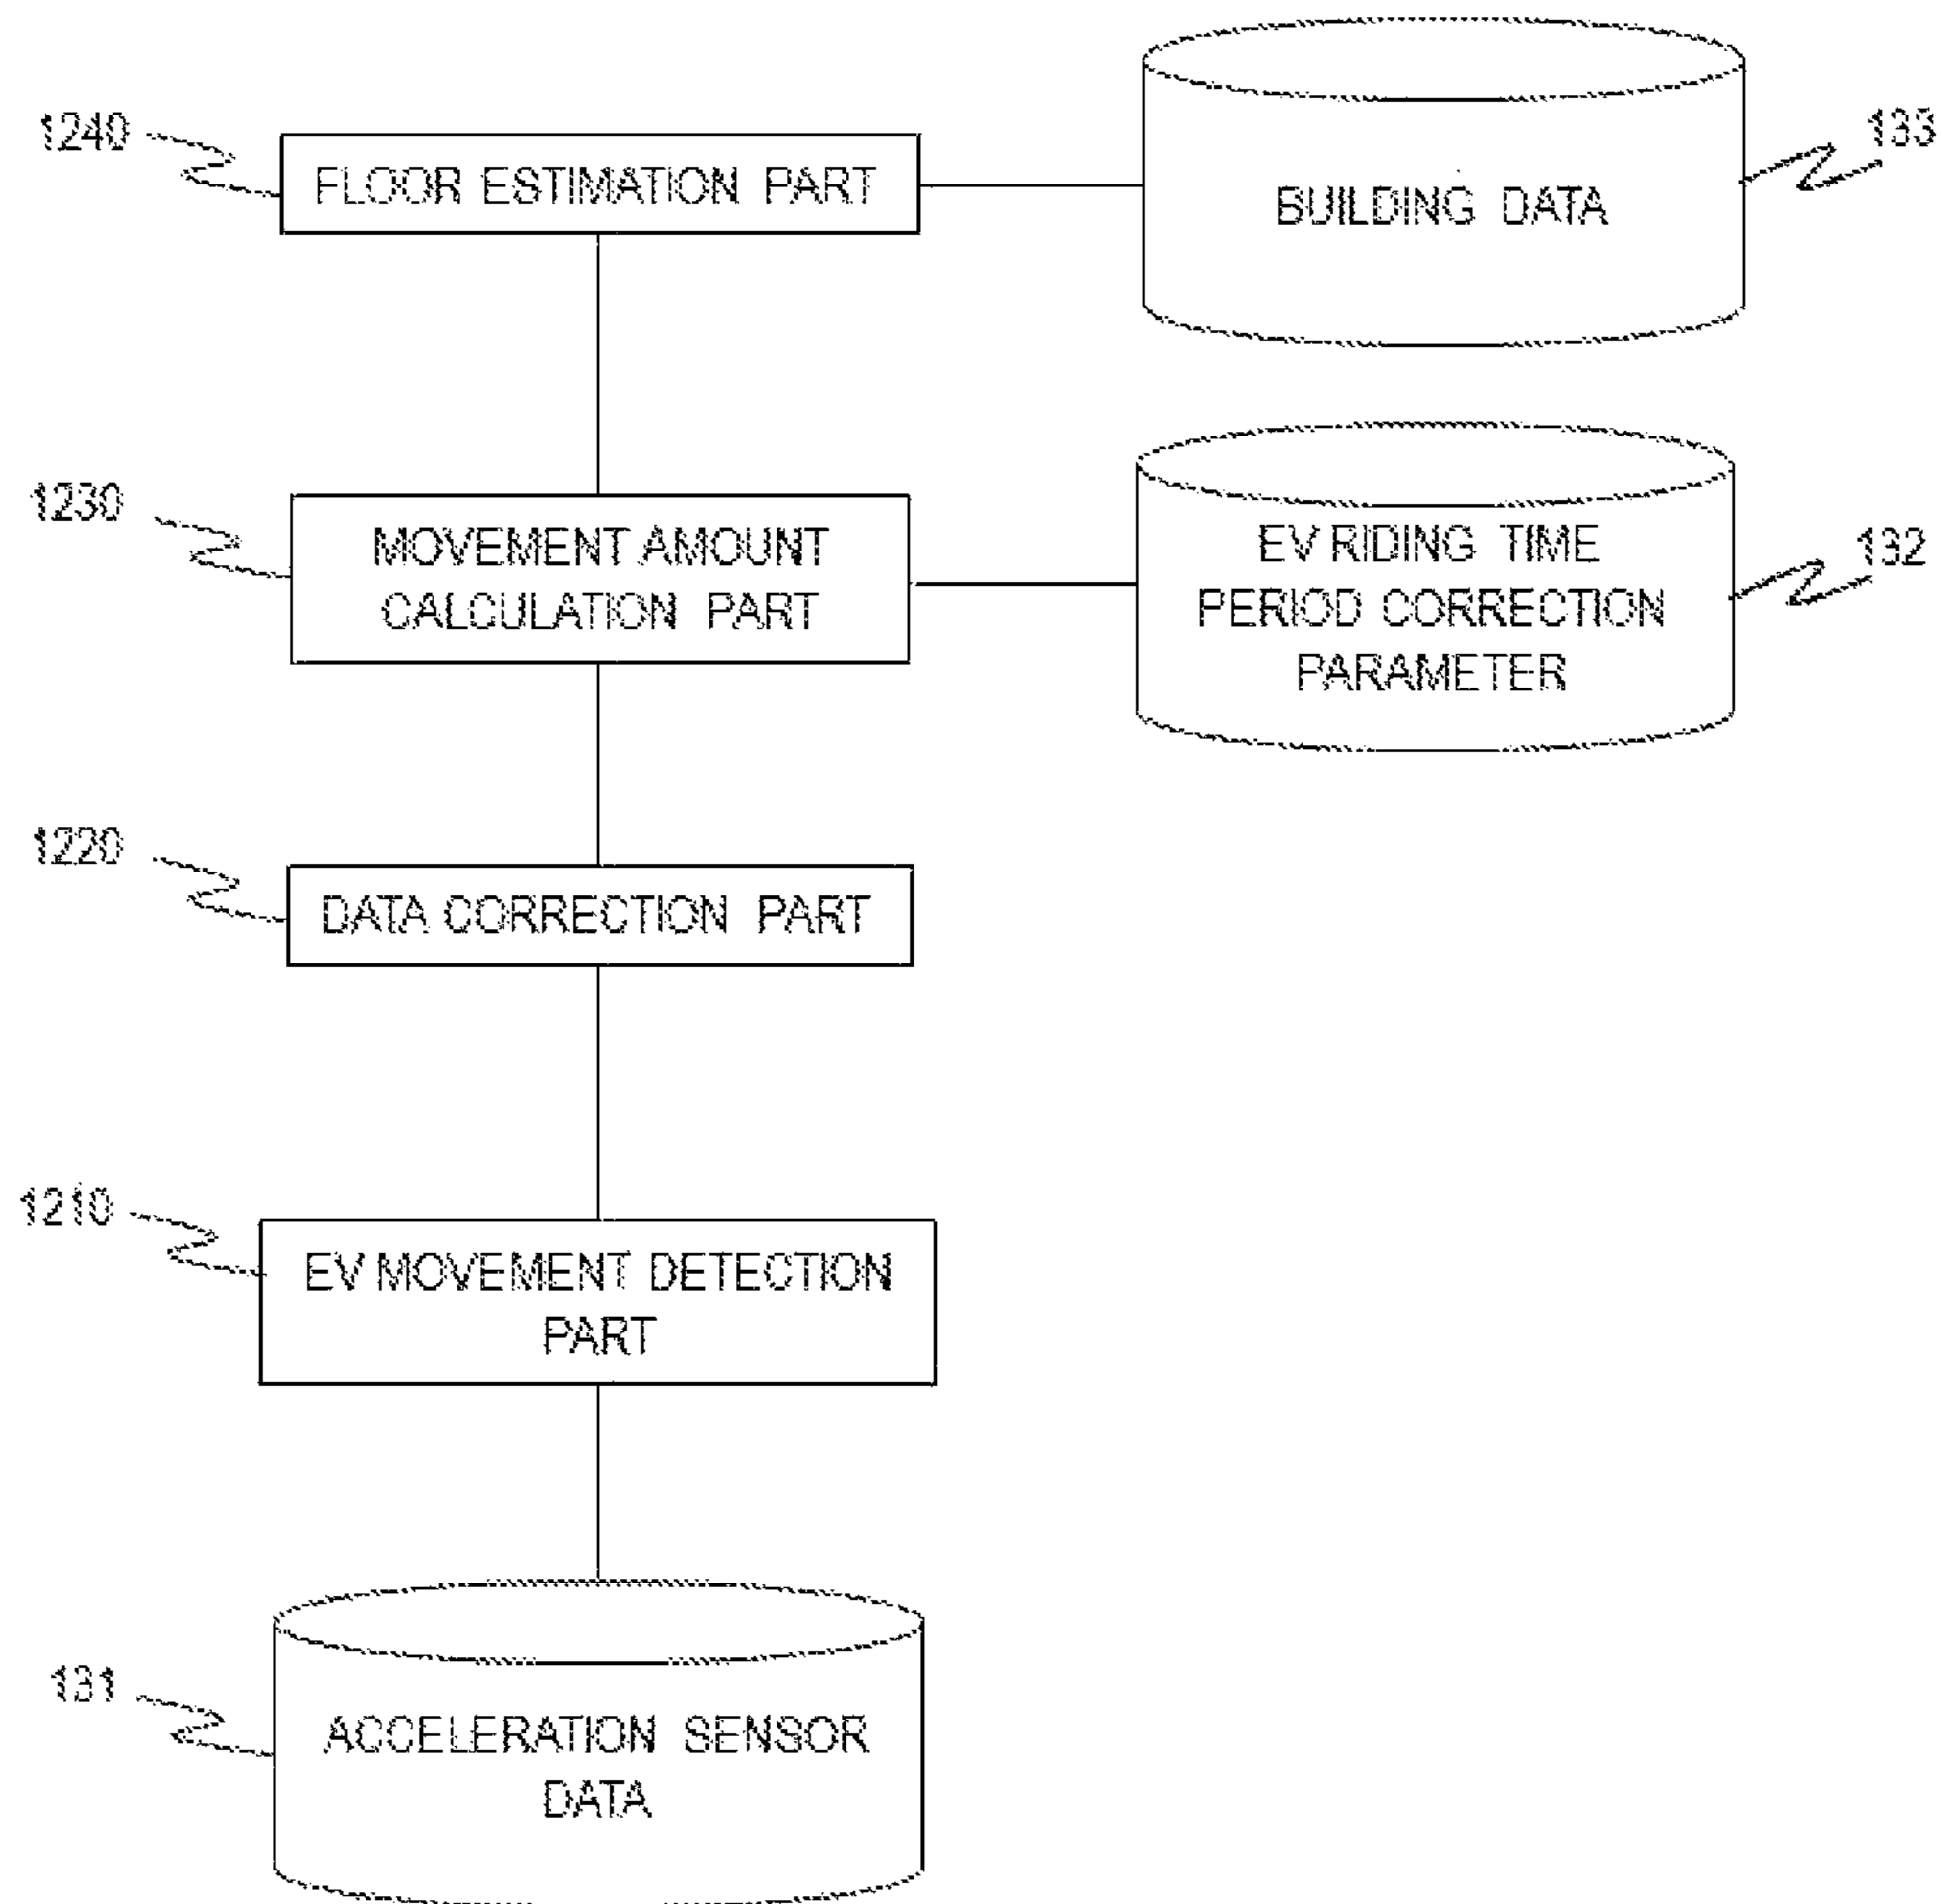 1240
FLOOR ESTIMATION PART
BUILDING DATA
133
1230
MOVEMENT AMOUNT
CALCULATION PART
EV RIDING TIME
PERIOD CORRECTION
PARAMETER
132
1220
DATA CORRECTION PART
1210
EV MOVEMENT DETECTION
PART
131
ACCELERATION SENSOR
DATA